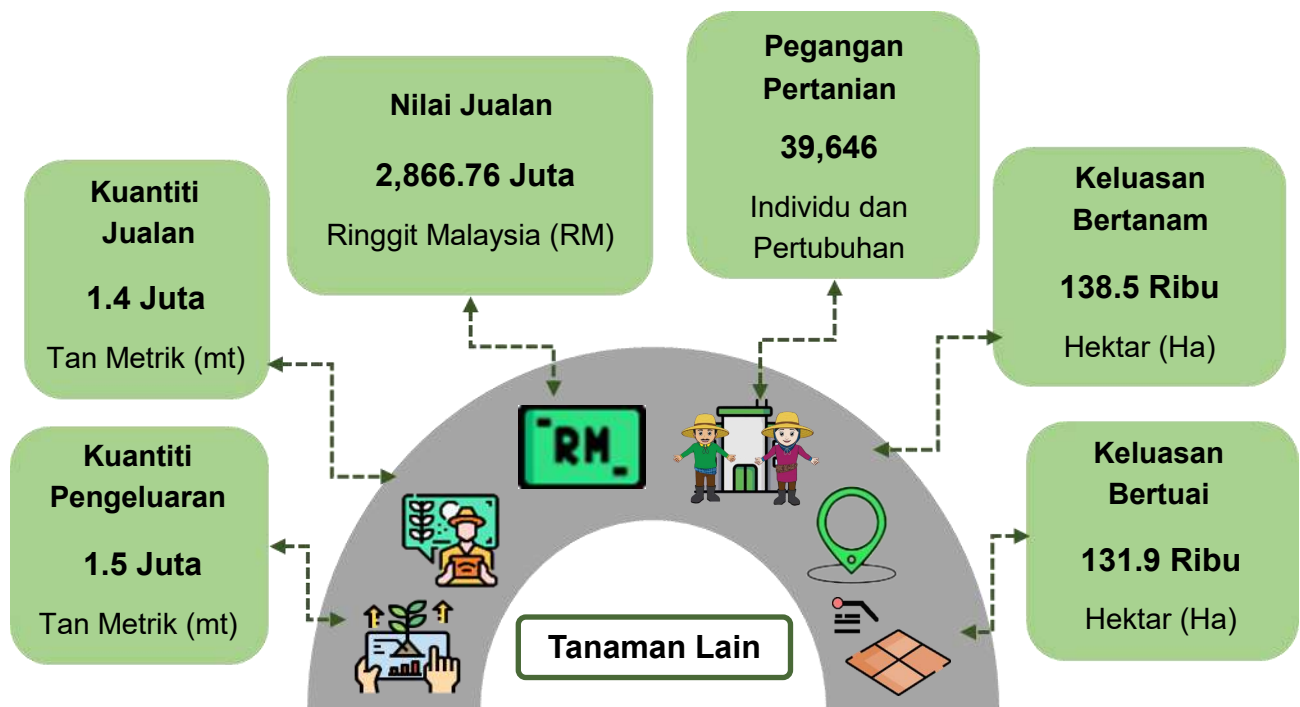 Kuantiti
Pengeluaran
1.5 Juta
Tan Metrik (mt)
Kuantiti
Jualan
1.4 Juta
Tan Metrik (mt)
Nilai Jualan
2,866.76 Juta
Ringgit Malaysia (RM)
Pegangan
Pertanian
39,646
Individu dan
Pertubuhan
Keluasan
Bertanam
138.5 Ribu
Hektar (Ha)
Keluasan
Bertuai
131.9 Ribu
Hektar (Ha)
RM
Tanaman Lain